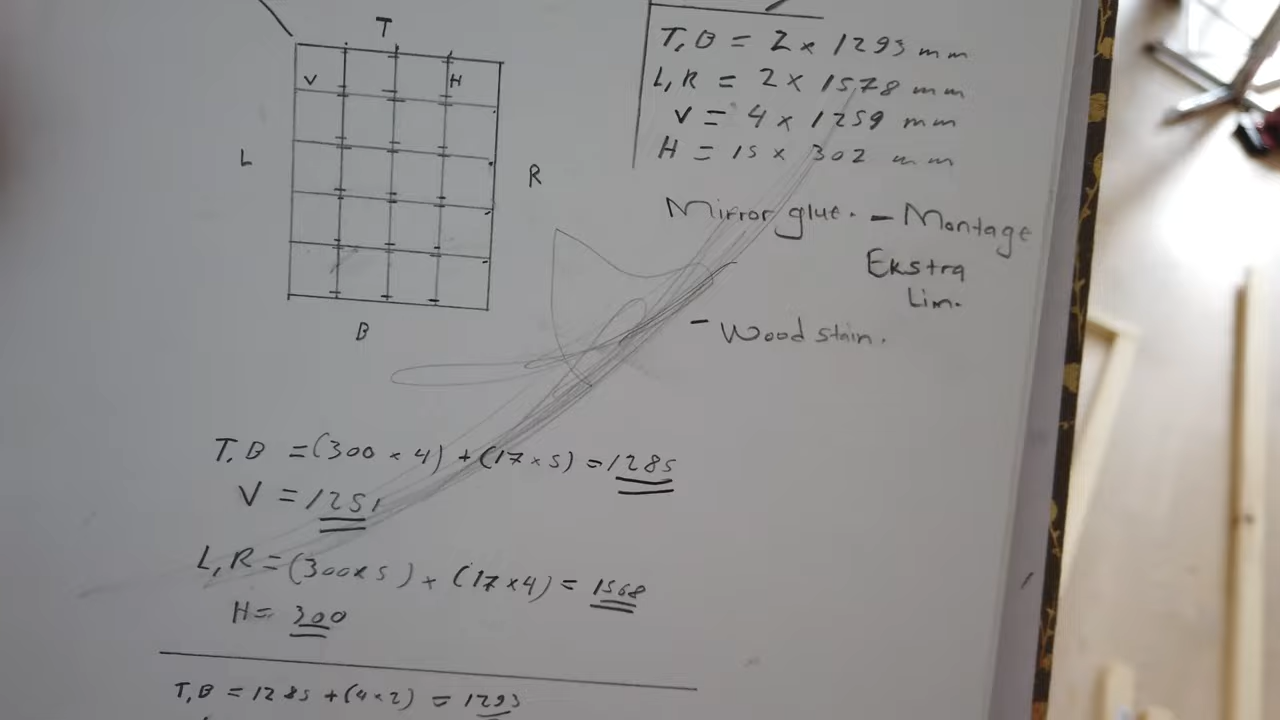 T
V
H
L
R
B
T, B = 2 x 1293 mm
L, R = 2 x 1578 mm
V = 4 x 1259 mm
H = 15 x 302 mm
Mirror glue. - Montage
Ekstra
Lim.
- Wood stain.
T, B = (300 x 4) + (17 x 5) = 1285
V = 1251
L, R = (300 x 5) + (17 x 4) = 1568
H = 300
T, B = 1285 + (4 x 2) = 1293